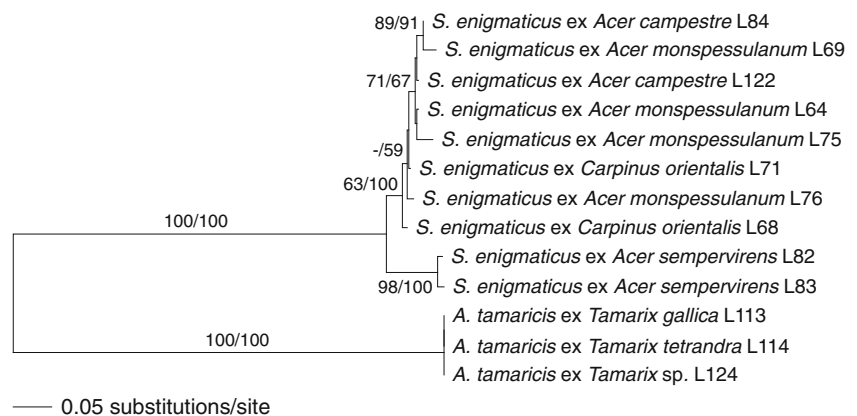 89/91
S. enigmaticus ex Acer campestre L84
S. enigmaticus ex Acer monspessulanum L69
71/67
S. enigmaticus ex Acer campestre L122
S. enigmaticus ex Acer monspessulanum L64
S. enigmaticus ex Acer monspessulanum L75
-/59
S. enigmaticus ex Carpinus orientalis L71
63/100
S. enigmaticus ex Acer monspessulanum L76
100/100
S. enigmaticus ex Carpinus orientalis L68
S. enigmaticus ex Acer sempervirens L82
98/100
S. enigmaticus ex Acer sempervirens L83
A. tamaricis ex Tamarix gallica L113
100/100
A. tamaricis ex Tamarix tetrandra L114
A. tamaricis ex Tamarix sp. L124
0.05 substitutions/site